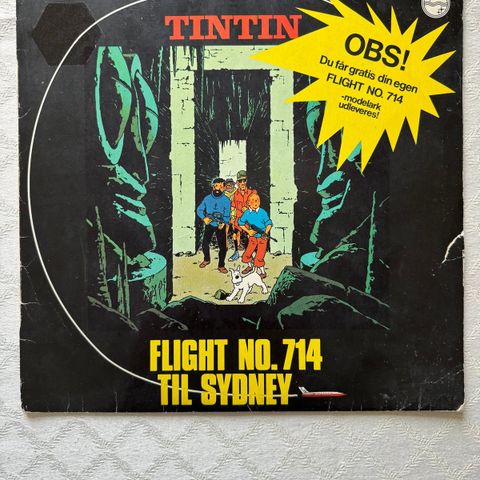 TINTIN
OBS!
Du får gratis din egen
FLIGHT NO. 714
-modelark
udleveres!
FLIGHT NO. 714
TIL SYDNEY